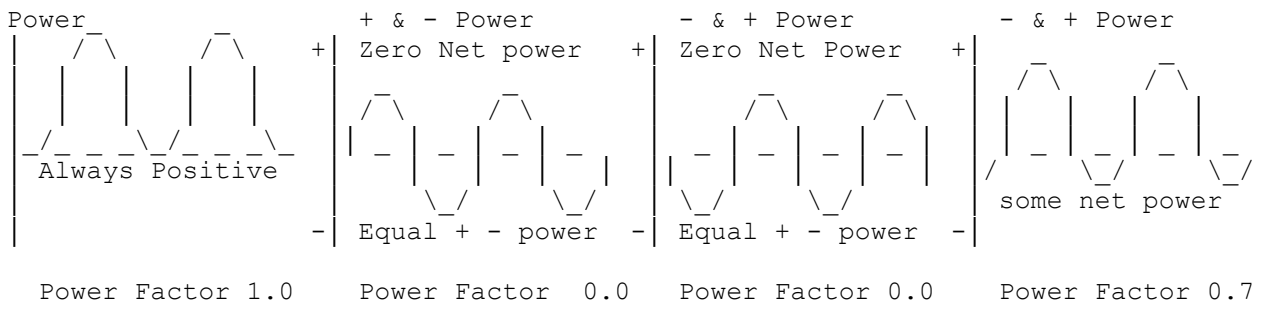 Power + & - Power - & + Power - & + Power
+ Zero Net power + Zero Net Power +
Always Positive
some net power
- Equal + - power - Equal + - power -
Power Factor 1.0 Power Factor 0.0 Power Factor 0.0 Power Factor 0.7